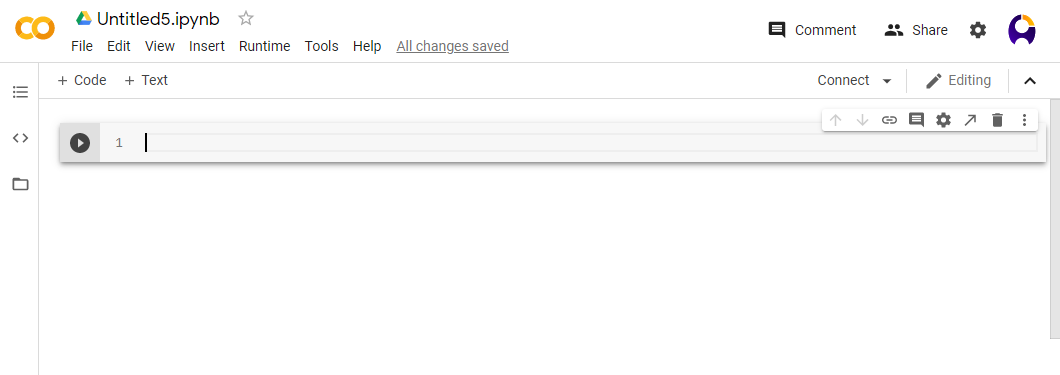 Untitled5.ipynb
Comment
Share
File Edit View Insert Runtime Tools Help All changes saved
+ Code + Text
Connect
Editing
1